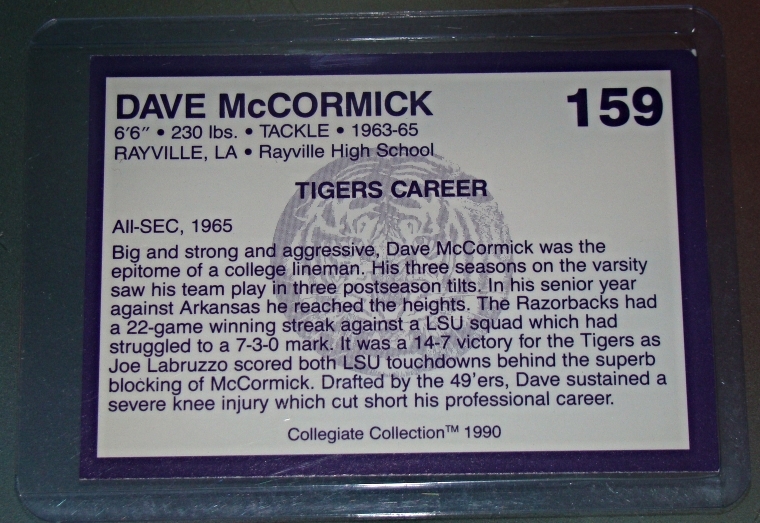 DAVE McCORMICK 159
6'6" • 230 lbs. • TACKLE • 1963-65
RAYVILLE, LA • Rayville High School
TIGERS CAREER
All-SEC, 1965
Big and strong and aggressive, Dave McCormick was the
epitome of a college lineman. His three seasons on the varsity
saw his team play in three postseason tilts. In his senior year
against Arkansas he reached the heights. The Razorbacks had
a 22-game winning streak against a LSU squad which had
struggled to a 7-3-0 mark. It was a 14-7 victory for the Tigers as
Joe Labruzzo scored both LSU touchdowns behind the superb
blocking of McCormick. Drafted by the 49'ers, Dave sustained a
severe knee injury which cut short his professional career.
Collegiate Collection™ 1990